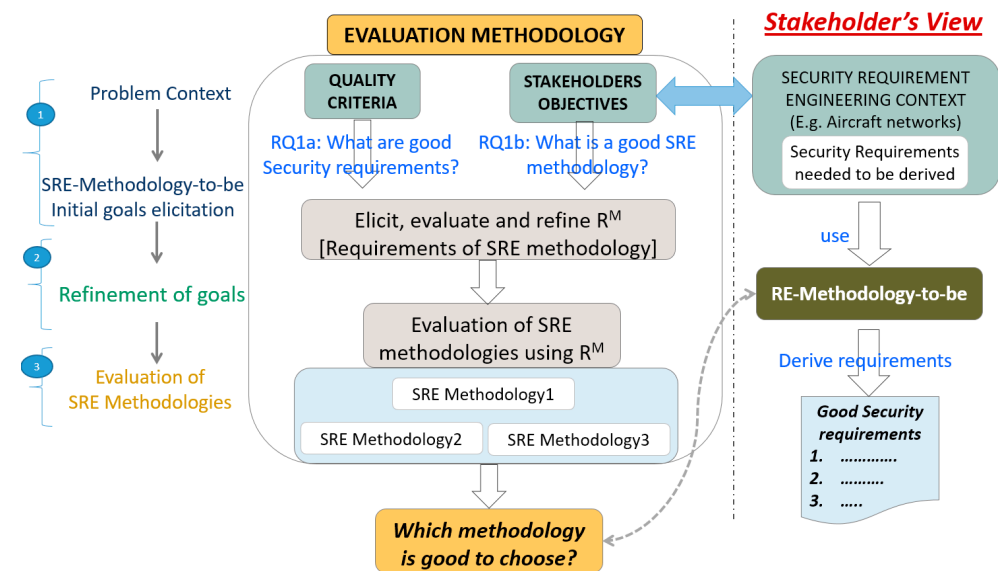 1
Problem Context
SRE-Methodology-to-be
Initial goals elicitation
2
Refinement of goals
3
Evaluation of
SRE Methodologies
EVALUATION METHODOLOGY
QUALITY
CRITERIA
STAKEHOLDERS
OBJECTIVES
RQ1a: What are good
Security requirements?
RQ1b: What is a good SRE
methodology?
Elicit, evaluate and refine Rᴹ
[Requirements of SRE methodology]
Evaluation of SRE
methodologies using Rᴹ
SRE Methodology1
SRE Methodology2
SRE Methodology3
Which methodology
is good to choose?
Stakeholder's View
SECURITY REQUIREMENT
ENGINEERING CONTEXT
(E.g. Aircraft networks)
Security Requirements
needed to be derived
use
RE-Methodology-to-be
Derive requirements
Good Security
requirements
1. ………….
2. ……….
3. …..